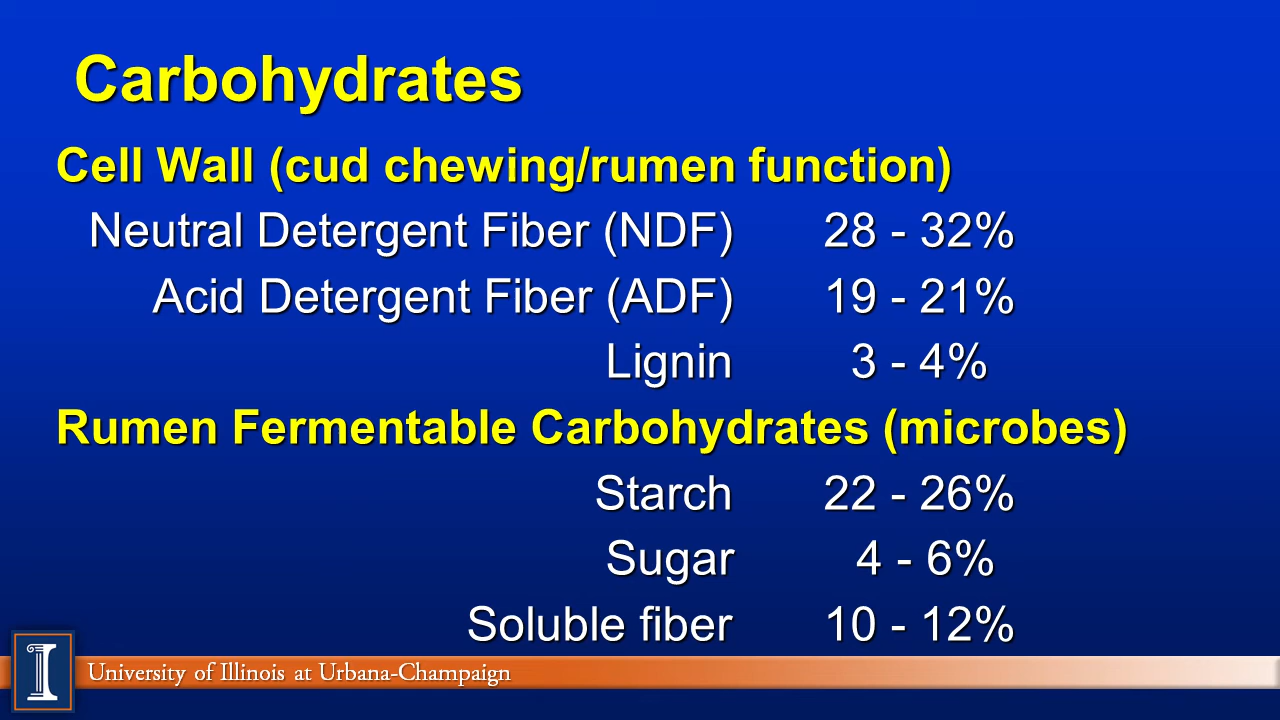 Carbohydrates
Cell Wall (cud chewing/rumen function)
Neutral Detergent Fiber (NDF) 28 - 32%
Acid Detergent Fiber (ADF) 19 - 21%
Lignin 3 - 4%
Rumen Fermentable Carbohydrates (microbes)
Starch 22 - 26%
Sugar 4 - 6%
Soluble fiber 10 - 12%
I
University of Illinois at Urbana-Champaign